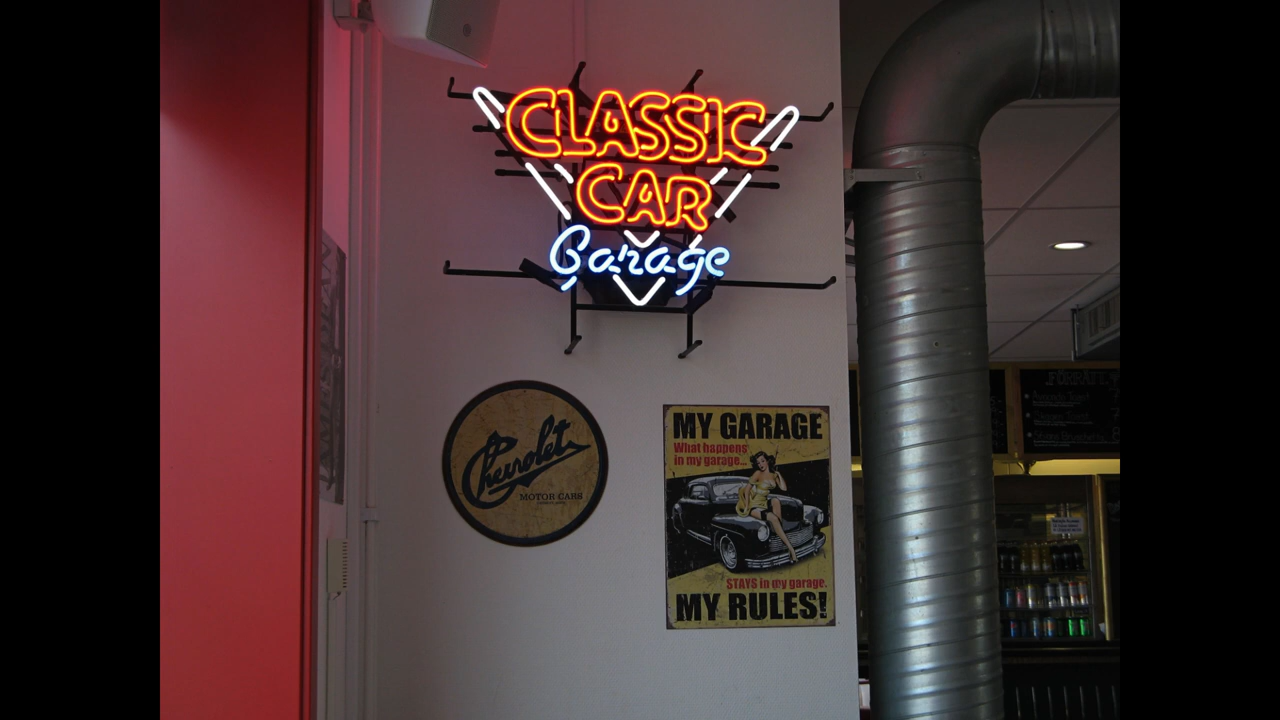 CLASSIC
CAR
Garage
Chevrolet
MOTOR CARS
MY GARAGE
What happens
in my garage...
STAYS in my garage.
MY RULES!